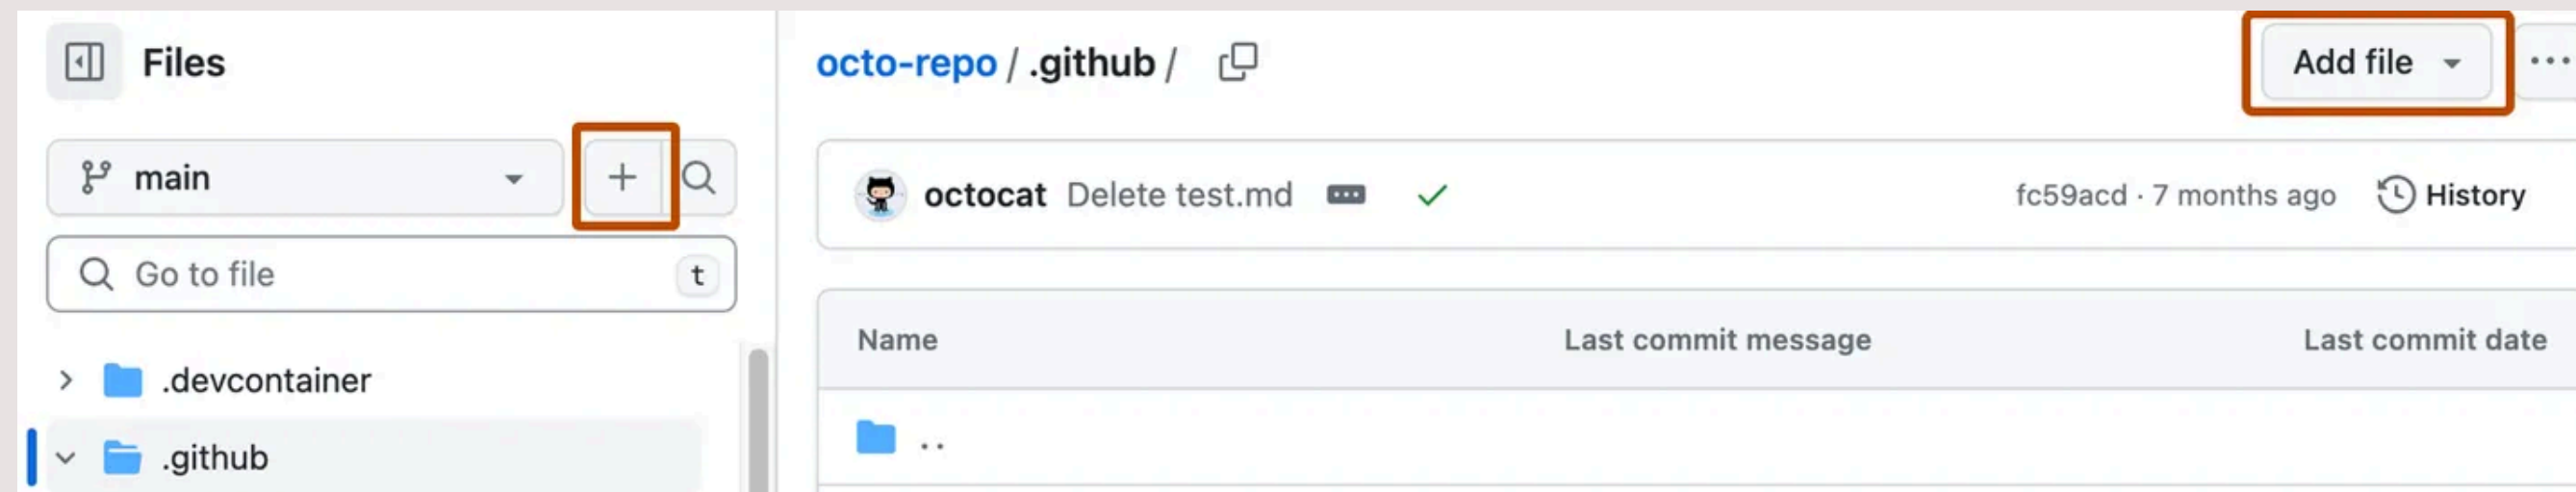 Files
main
Go to file t
.devcontainer
.github
octo-repo / .github /
Add file
octocat Delete test.md
fc59acd · 7 months ago History
Name Last commit message Last commit date
..